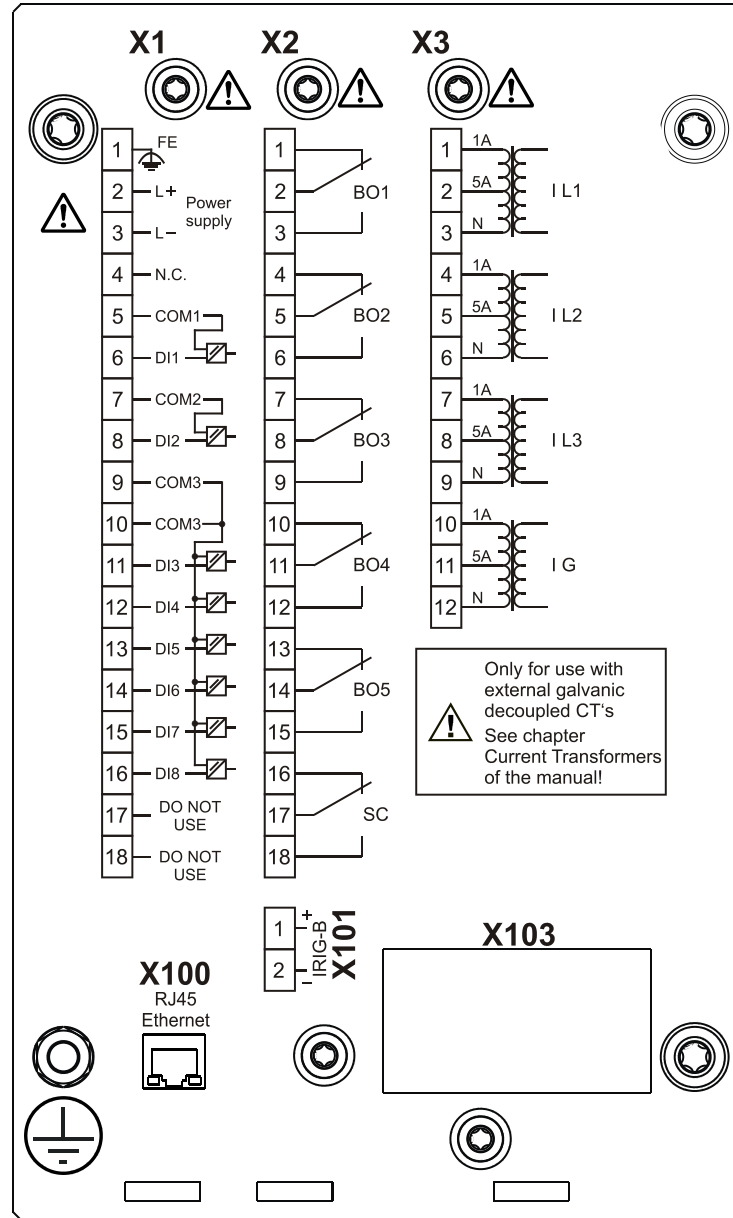 X1 X2 X3
1 FE
2 L+
3 L−
Power
supply
4 N.C.
5 COM1
6 DI1
7 COM2
8 DI2
9 COM3
10 COM3
11 DI3
12 DI4
13 DI5
14 DI6
15 DI7
16 DI8
17 DO NOT
USE
18 DO NOT
USE
1
2 BO1
3
4
5 BO2
6
7
8 BO3
9
10
11 BO4
12
13
14 BO5
15
16
17 SC
18
1 1A
2 5A I L1
3 N
4 1A
5 5A I L2
6 N
7 1A
8 5A I L3
9 N
10 1A
11 5A I G
12 N
Only for use with
external galvanic
decoupled CT‘s
See chapter
Current Transformers
of the manual!
1 +
2 −
IRIG-B
X101
X103
X100
RJ45
Ethernet